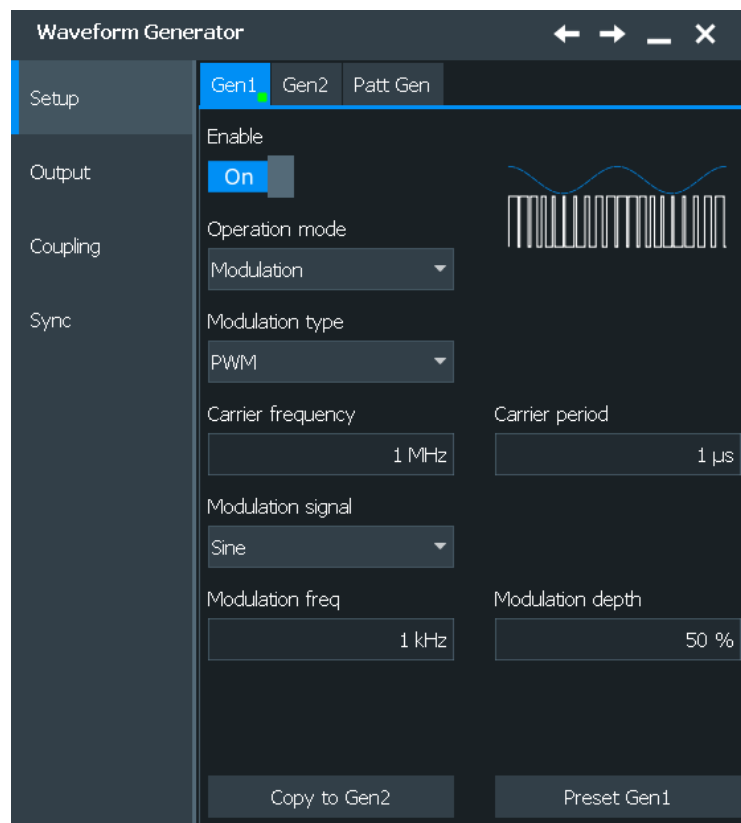 Waveform Generator
Setup
Output
Coupling
Sync
Gen1 Gen2 Patt Gen
Enable
On
Operation mode
Modulation
Modulation type
PWM
Carrier frequency Carrier period
1 MHz 1 µs
Modulation signal
Sine
Modulation freq Modulation depth
1 kHz 50 %
Copy to Gen2 Preset Gen1